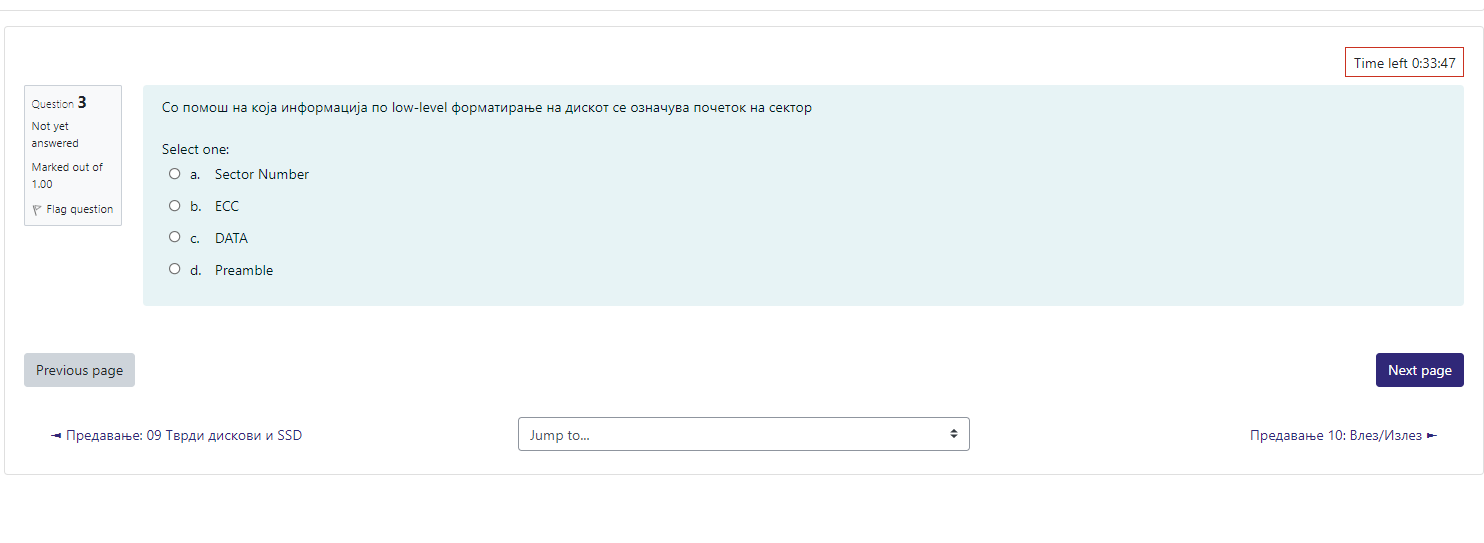 Time left 0:33:47
Question 3
Not yet
answered
Marked out of
1.00
Flag question
Со помош на која информација по low-level форматирање на дискот се означува почеток на сектор
Select one:
a. Sector Number
b. ECC
c. DATA
d. Preamble
Previous page
Next page
◄ Предавање: 09 Тврди дискови и SSD
Jump to...
Предавање 10: Влез/Излез ►